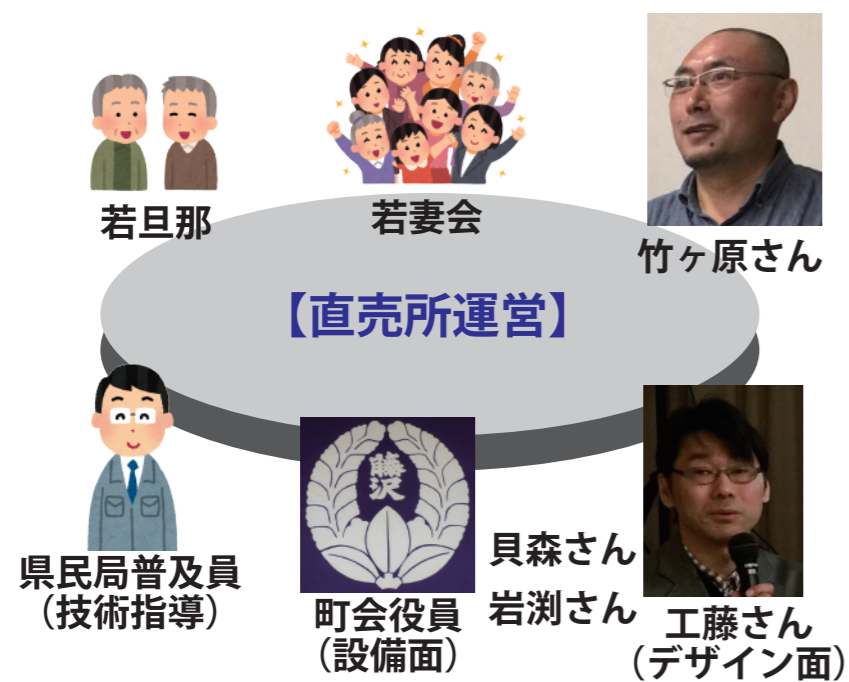 若旦那
若妻会
竹ヶ原さん
【直売所運営】
県民局普及員
（技術指導）
藤沢
町会役員
（設備面）
貝森さん
岩渕さん
工藤さん
（デザイン面）